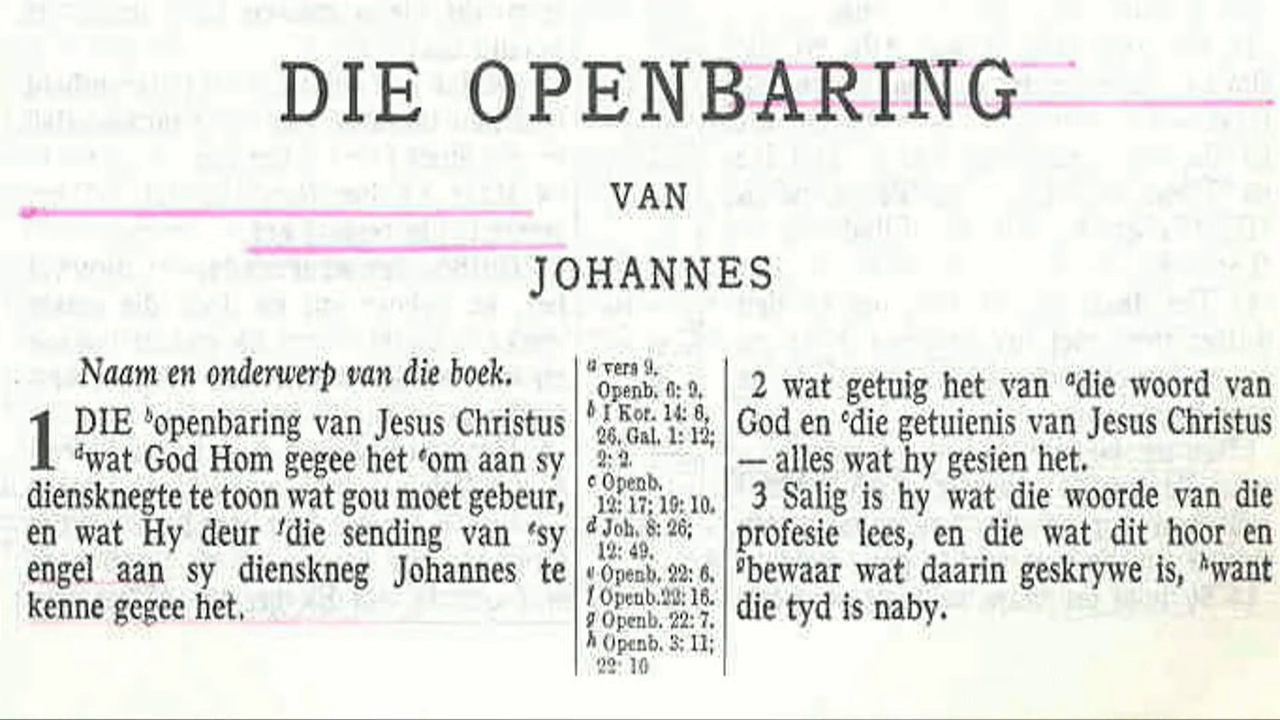 DIE OPENBARING
VAN
JOHANNES
Naam en onderwerp van die boek.
1 DIE ᵇopenbaring van Jesus Christus
ᵈwat God Hom gegee het ᵉom aan sy
diensknegte te toon wat gou moet gebeur,
en wat Hy deur ᶠdie sending van ᵉsy
engel aan sy dienskneg Johannes te
kenne gegee het.
a vers 9.
Openb. 6: 9.
b 1 Kor. 14: 6,
26. Gal. 1: 12;
2: 2.
c Openb.
12: 17; 19: 10.
d Joh. 8: 26;
12: 49.
e Openb. 22: 6.
f Openb. 22: 16.
g Openb. 22: 7.
h Openb. 3: 11;
22: 10
2 wat getuig het van ᵃdie woord van
God en ᶜdie getuienis van Jesus Christus
— alles wat hy gesien het.
3 Salig is hy wat die woorde van die
profesie lees, en die wat dit hoor en
ᵍbewaar wat daarin geskrywe is, ʰwant
die tyd is naby.